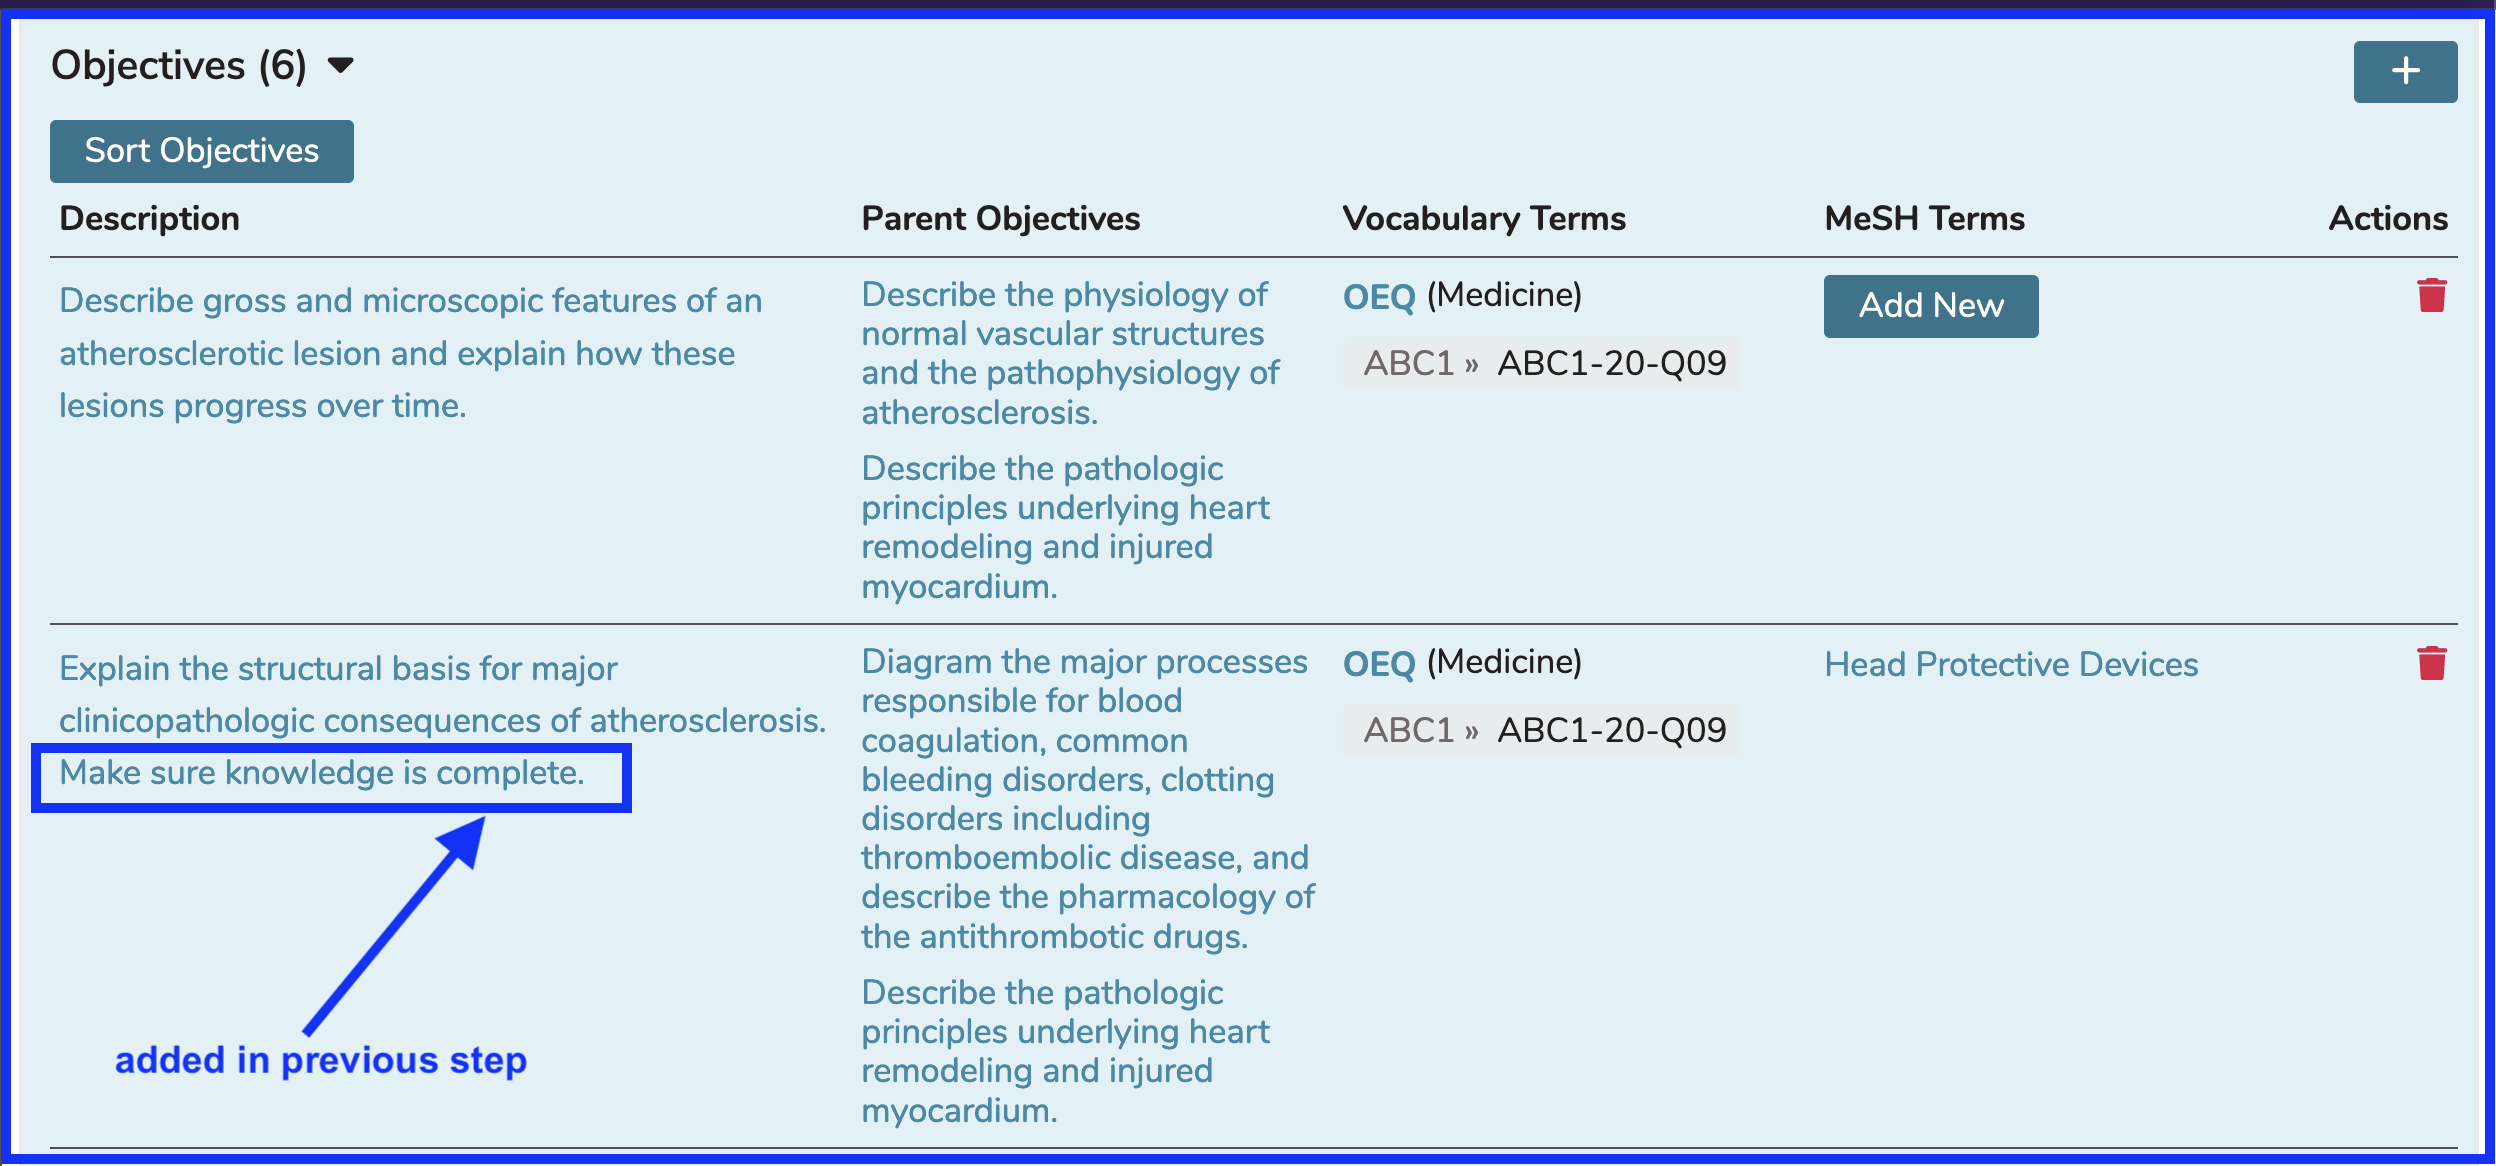 Objectives (6)
+
Sort Objectives
Description
Parent Objectives
Vocabulary Terms
MeSH Terms
Actions
Describe gross and microscopic features of an
atherosclerotic lesion and explain how these
lesions progress over time.
Describe the physiology of
normal vascular structures
and the pathophysiology of
atherosclerosis.
Describe the pathologic
principles underlying heart
remodeling and injured
myocardium.
OEQ (Medicine)
ABC1 » ABC1-20-Q09
Add New
Explain the structural basis for major
clinicopathologic consequences of atherosclerosis.
Make sure knowledge is complete.
added in previous step
Diagram the major processes
responsible for blood
coagulation, common
bleeding disorders, clotting
disorders including
thromboembolic disease, and
describe the pharmacology of
the antithrombotic drugs.
Describe the pathologic
principles underlying heart
remodeling and injured
myocardium.
OEQ (Medicine)
ABC1 » ABC1-20-Q09
Head Protective Devices